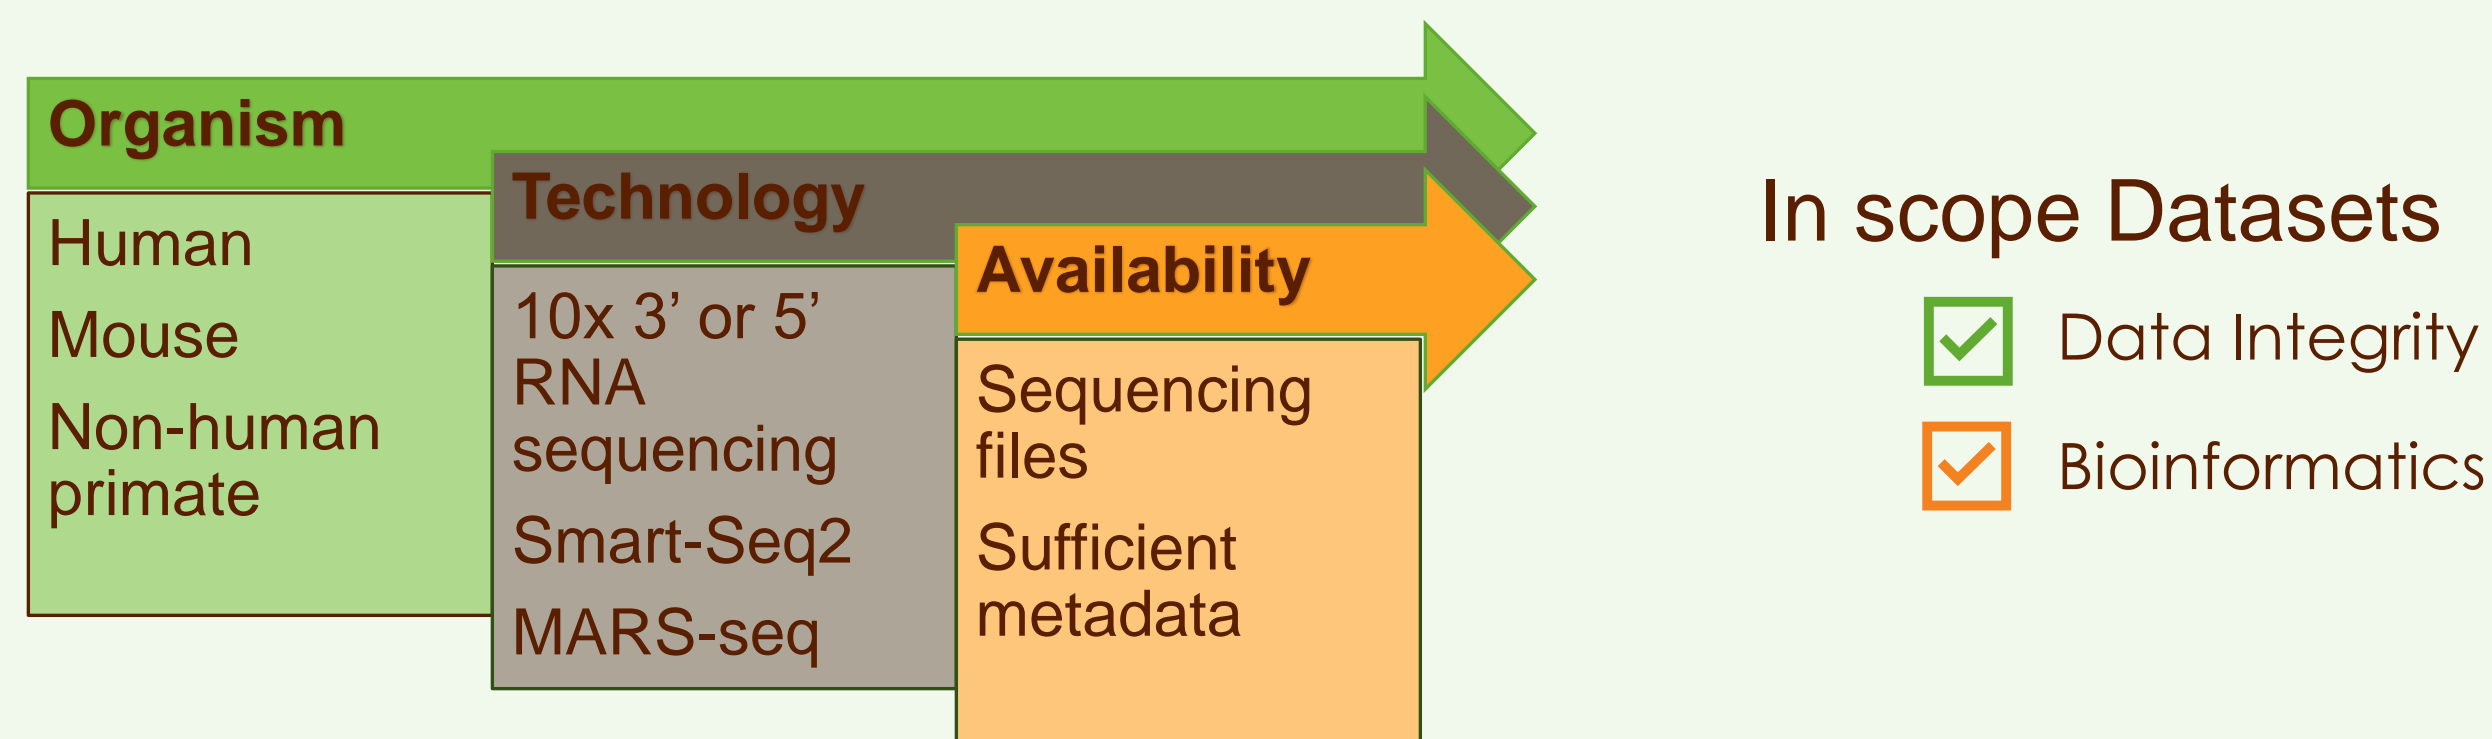 Organism
Human
Mouse
Non-human
primate
Technology
10x 3’ or 5’
RNA
sequencing
Smart-Seq2
MARS-seq
Availability
Sequencing
files
Sufficient
metadata
In scope Datasets
Data Integrity
Bioinformatics